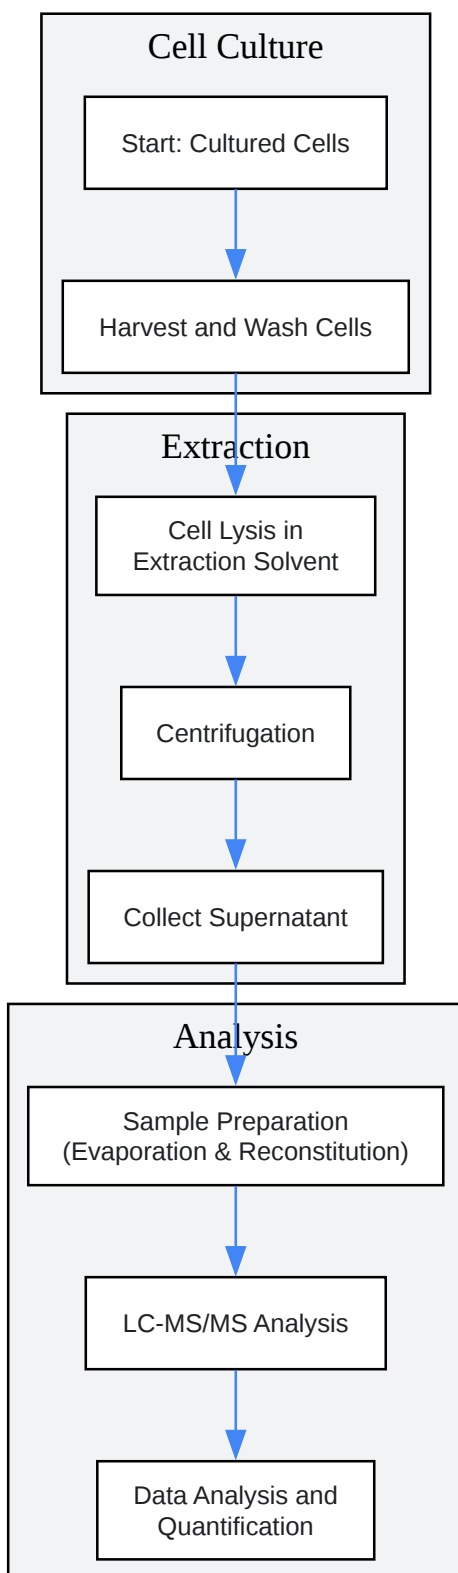 Cell Culture
Start: Cultured Cells
Harvest and Wash Cells
Extraction
Cell Lysis in
Extraction Solvent
Centrifugation
Collect Supernatant
Analysis
Sample Preparation
(Evaporation & Reconstitution)
LC-MS/MS Analysis
Data Analysis and
Quantification